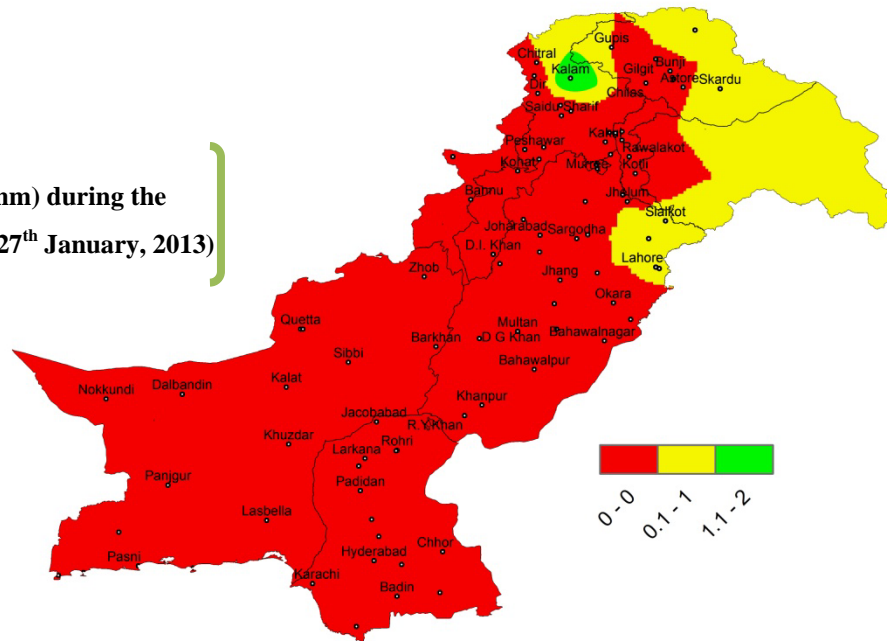 nm) during the
27th January, 2013)
Gupis
Chitral
Bunji
Kalam
Gilgit
Astore
Skardu
Dir
Chilas
Saidu Sharif
Peshawar
Rawalakot
Kohat
Murree
Kotli
Bannu
Jhelum
Sialkot
Joharabad
Sargodha
D.I. Khan
Lahore
Zhob
Jhang
Okara
Quetta
Multan
Barkhan
D G Khan
Bahawalnagar
Sibbi
Bahawalpur
Nokkundi
Dalbandin
Kalat
Khanpur
Jacobabad
R.Y.Khan
Khuzdar
Larkana
Rohri
Panjgur
Padidan
Lasbella
Pasni
Hyderabad
Chhor
Karachi
Badin
0 - 0
0.1 - 1
1.1 - 2